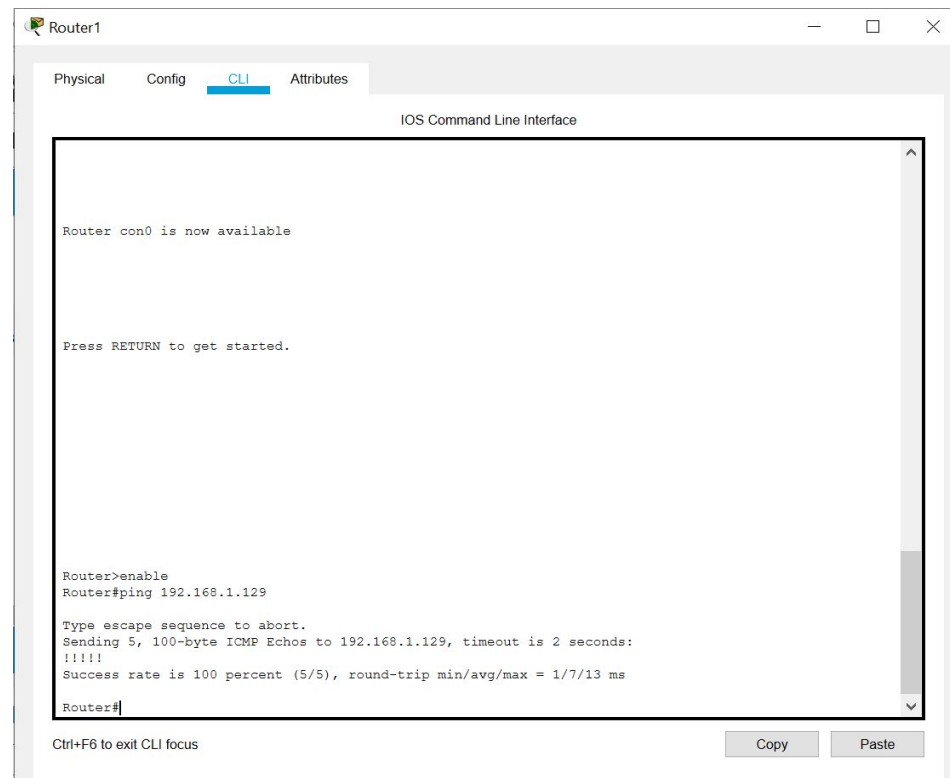 Router1
Physical Config CLI Attributes
IOS Command Line Interface
Router con0 is now available
Press RETURN to get started.
Router>enable
Router#ping 192.168.1.129
Type escape sequence to abort.
Sending 5, 100-byte ICMP Echos to 192.168.1.129, timeout is 2 seconds:
!!!!!
Success rate is 100 percent (5/5), round-trip min/avg/max = 1/7/13 ms
Router#
Ctrl+F6 to exit CLI focus
Copy Paste